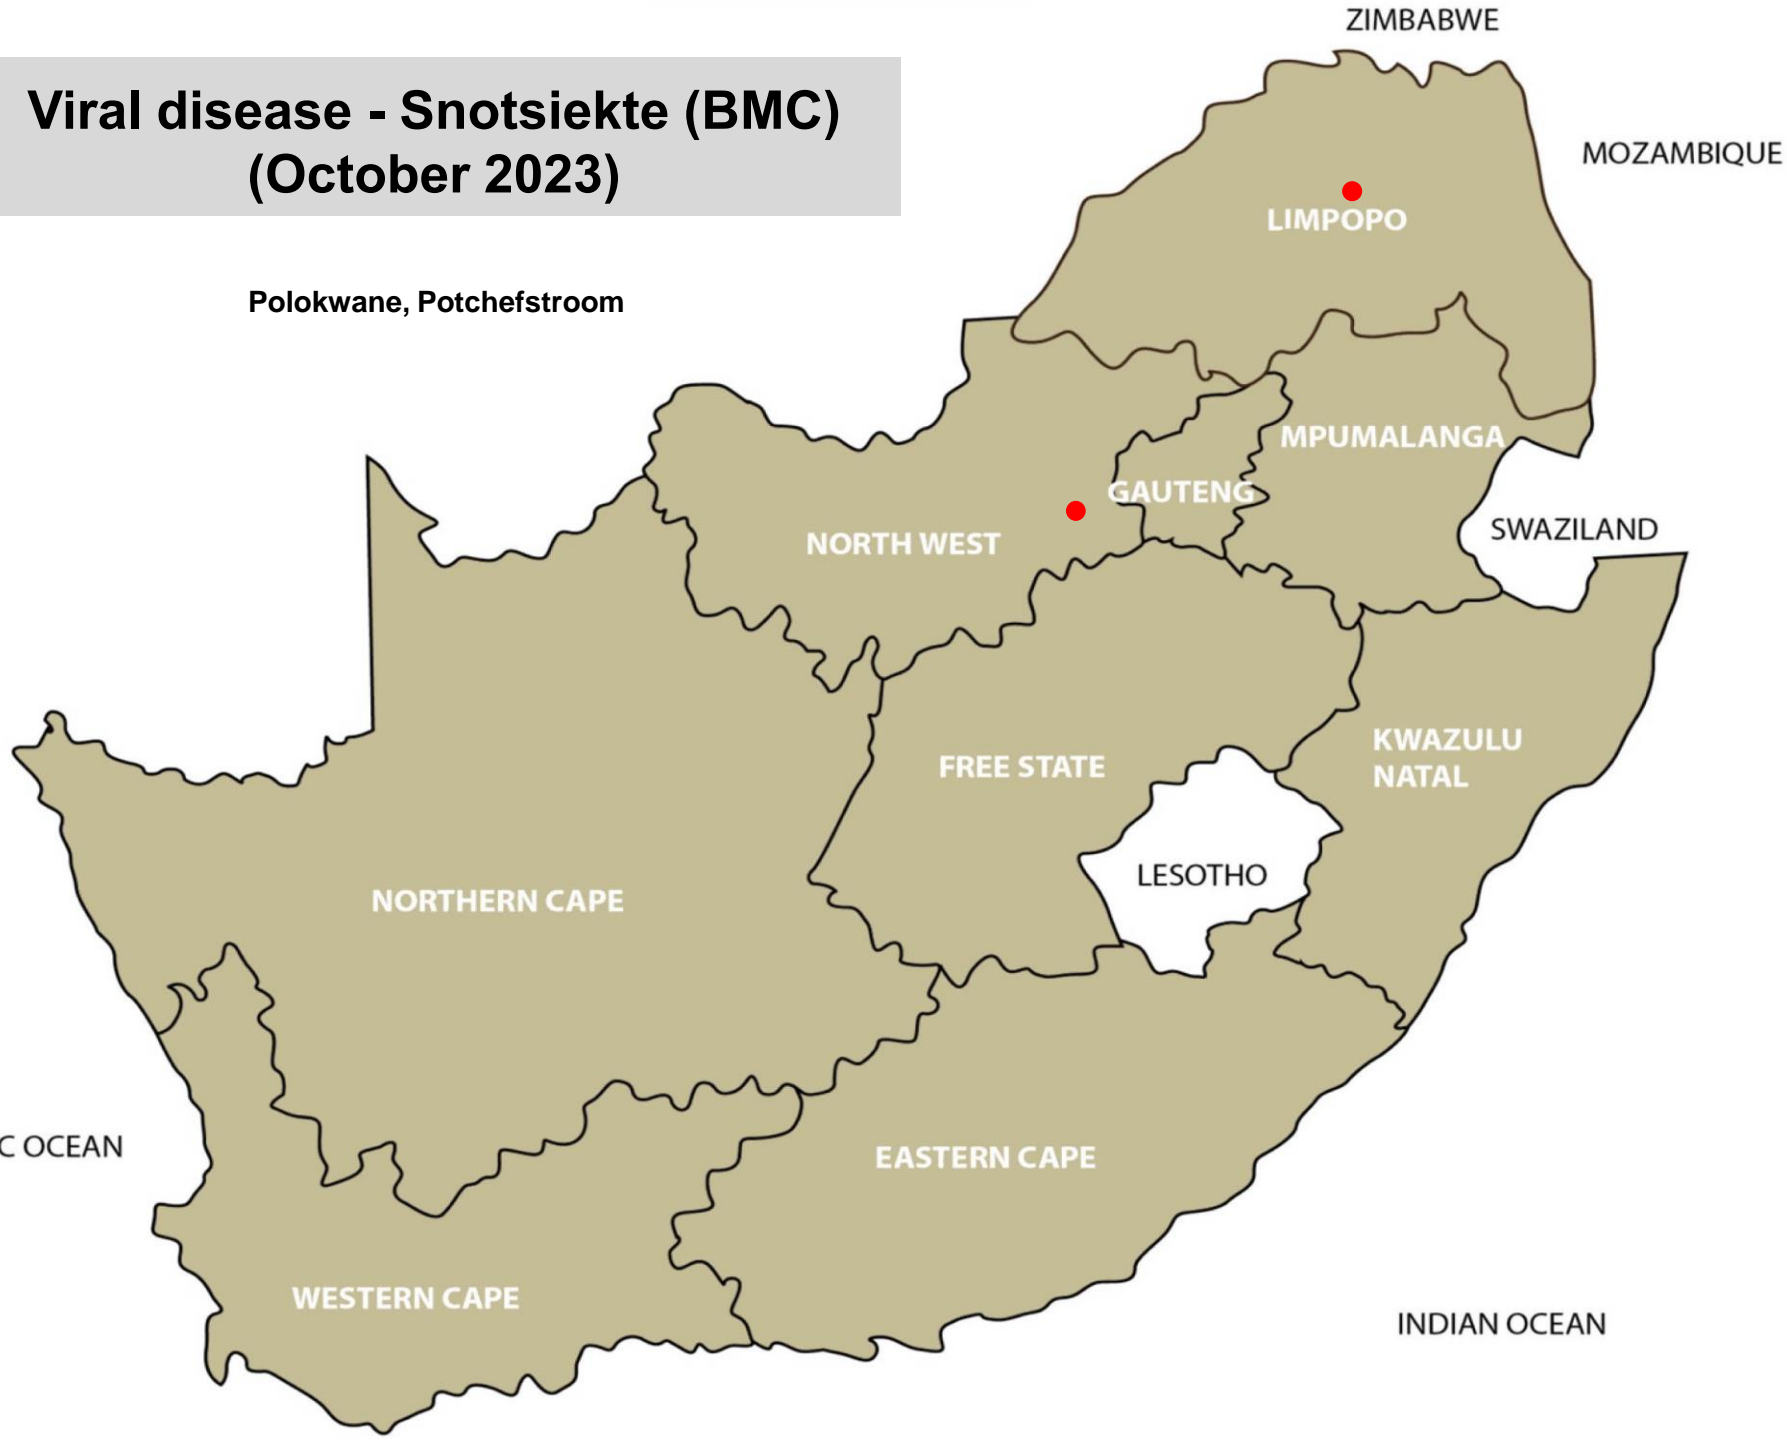 ZIMBABWE
Viral disease - Snotsiekte (BMC)
(October 2023)
MOZAMBIQUE
LIMPOPO
Polokwane, Potchefstroom
MPUMALANGA
GAUTENG
NORTH WEST
SWAZILAND
KWAZULU
NATAL
FREE STATE
LESOTHO
NORTHERN CAPE
C OCEAN
EASTERN CAPE
WESTERN CAPE
INDIAN OCEAN